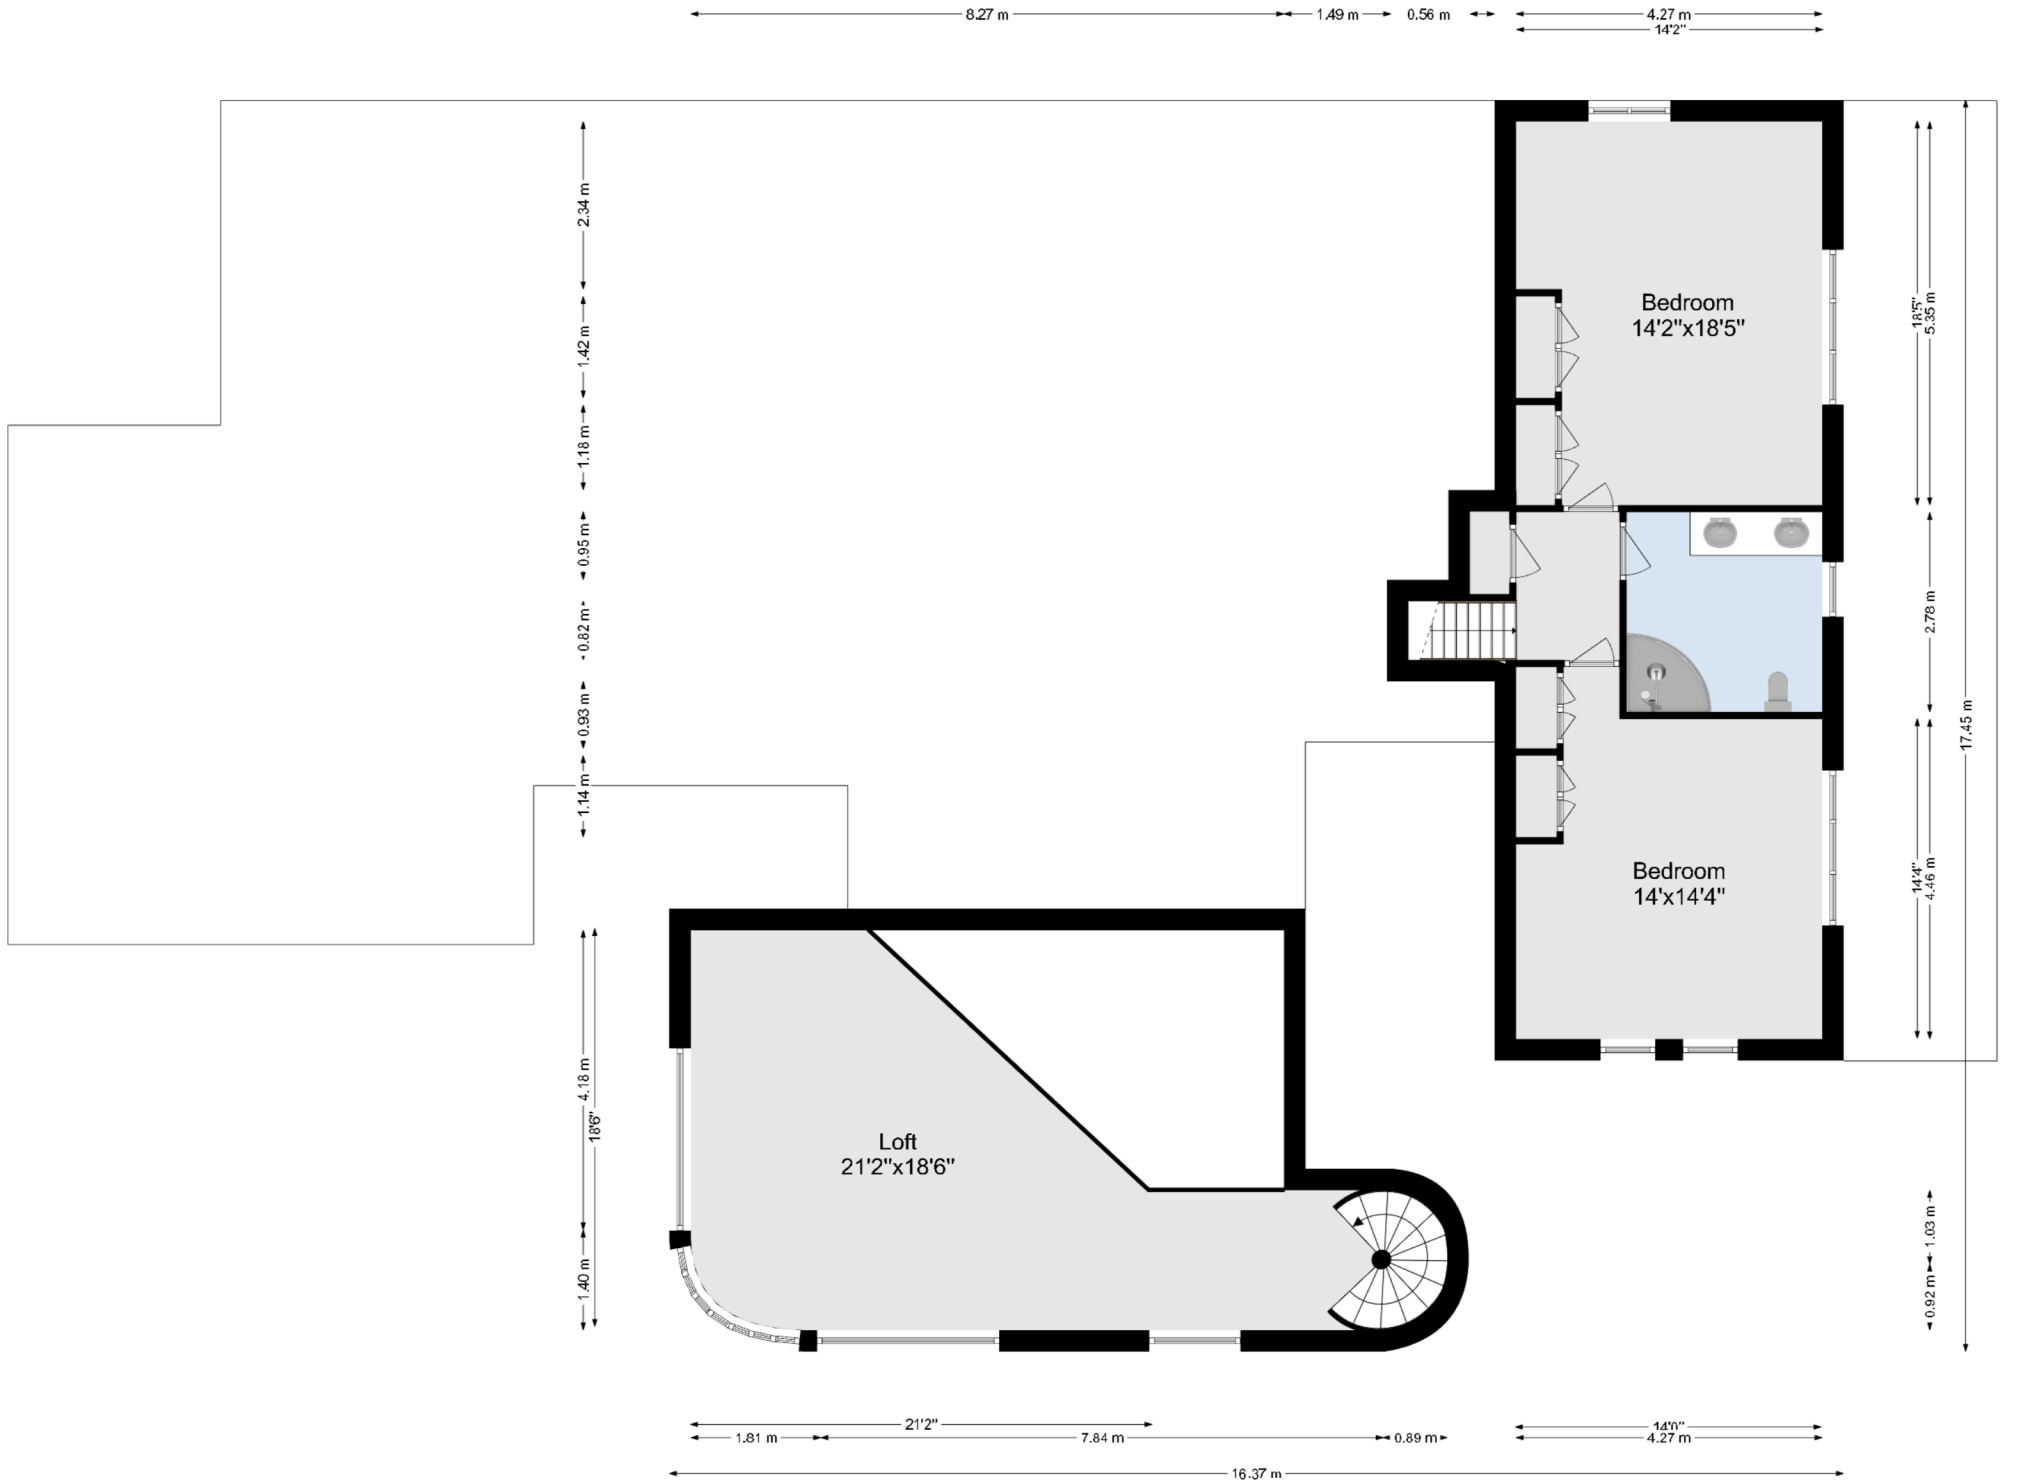 8.27 m
1.49 m
0.56 m
4.27 m
14'2"
2.34 m
1.42 m
1.18 m
0.95 m
0.82 m
0.93 m
1.14 m
4.18 m
18'6"
1.40 m
Bedroom
14'2"x18'5"
18'5"
5.35 m
2.78 m
17.45 m
Bedroom
14'x14'4"
14'4"
4.46 m
Loft
21'2"x18'6"
1.03 m
0.92 m
21'2"
1.81 m
7.84 m
0.89 m
14'0"
4.27 m
16.37 m